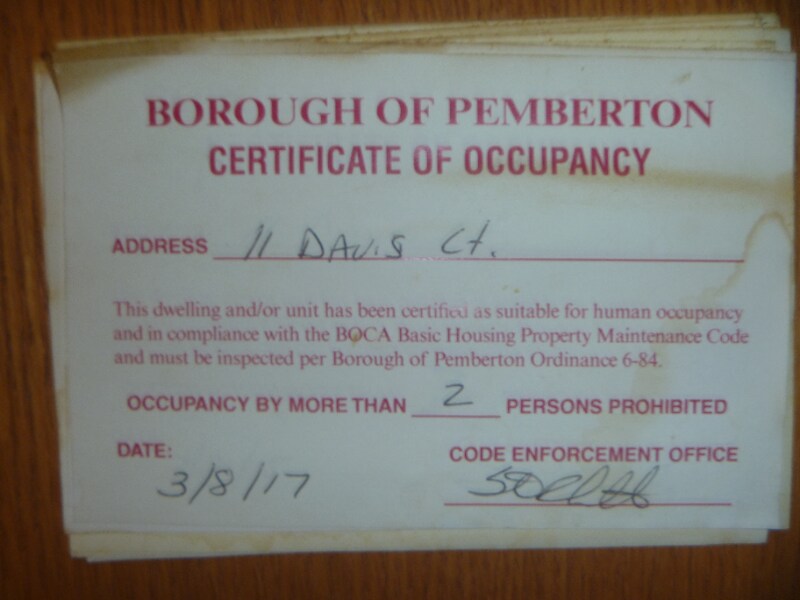 BOROUGH OF PEMBERTON
CERTIFICATE OF OCCUPANCY
ADDRESS 11 DAVIS Ct.
This dwelling and/or unit has been certified as suitable for human occupancy
and in compliance with the BOCA Basic Housing Property Maintenance Code
and must be inspected per Borough of Pemberton Ordinance 6-84.
OCCUPANCY BY MORE THAN 2 PERSONS PROHIBITED
DATE: CODE ENFORCEMENT OFFICE
3/8/17